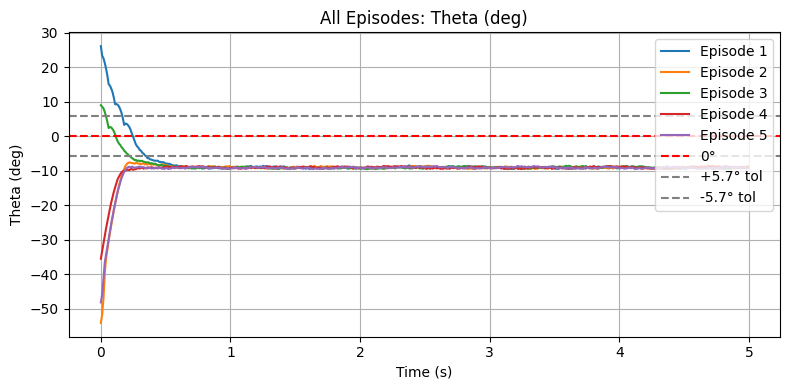 All Episodes: Theta (deg)
Theta (deg)
30
20
10
0
−10
−20
−30
−40
−50
0 1 2 3 4 5
Time (s)
Episode 1
Episode 2
Episode 3
Episode 4
Episode 5
0°
+5.7° tol
-5.7° tol